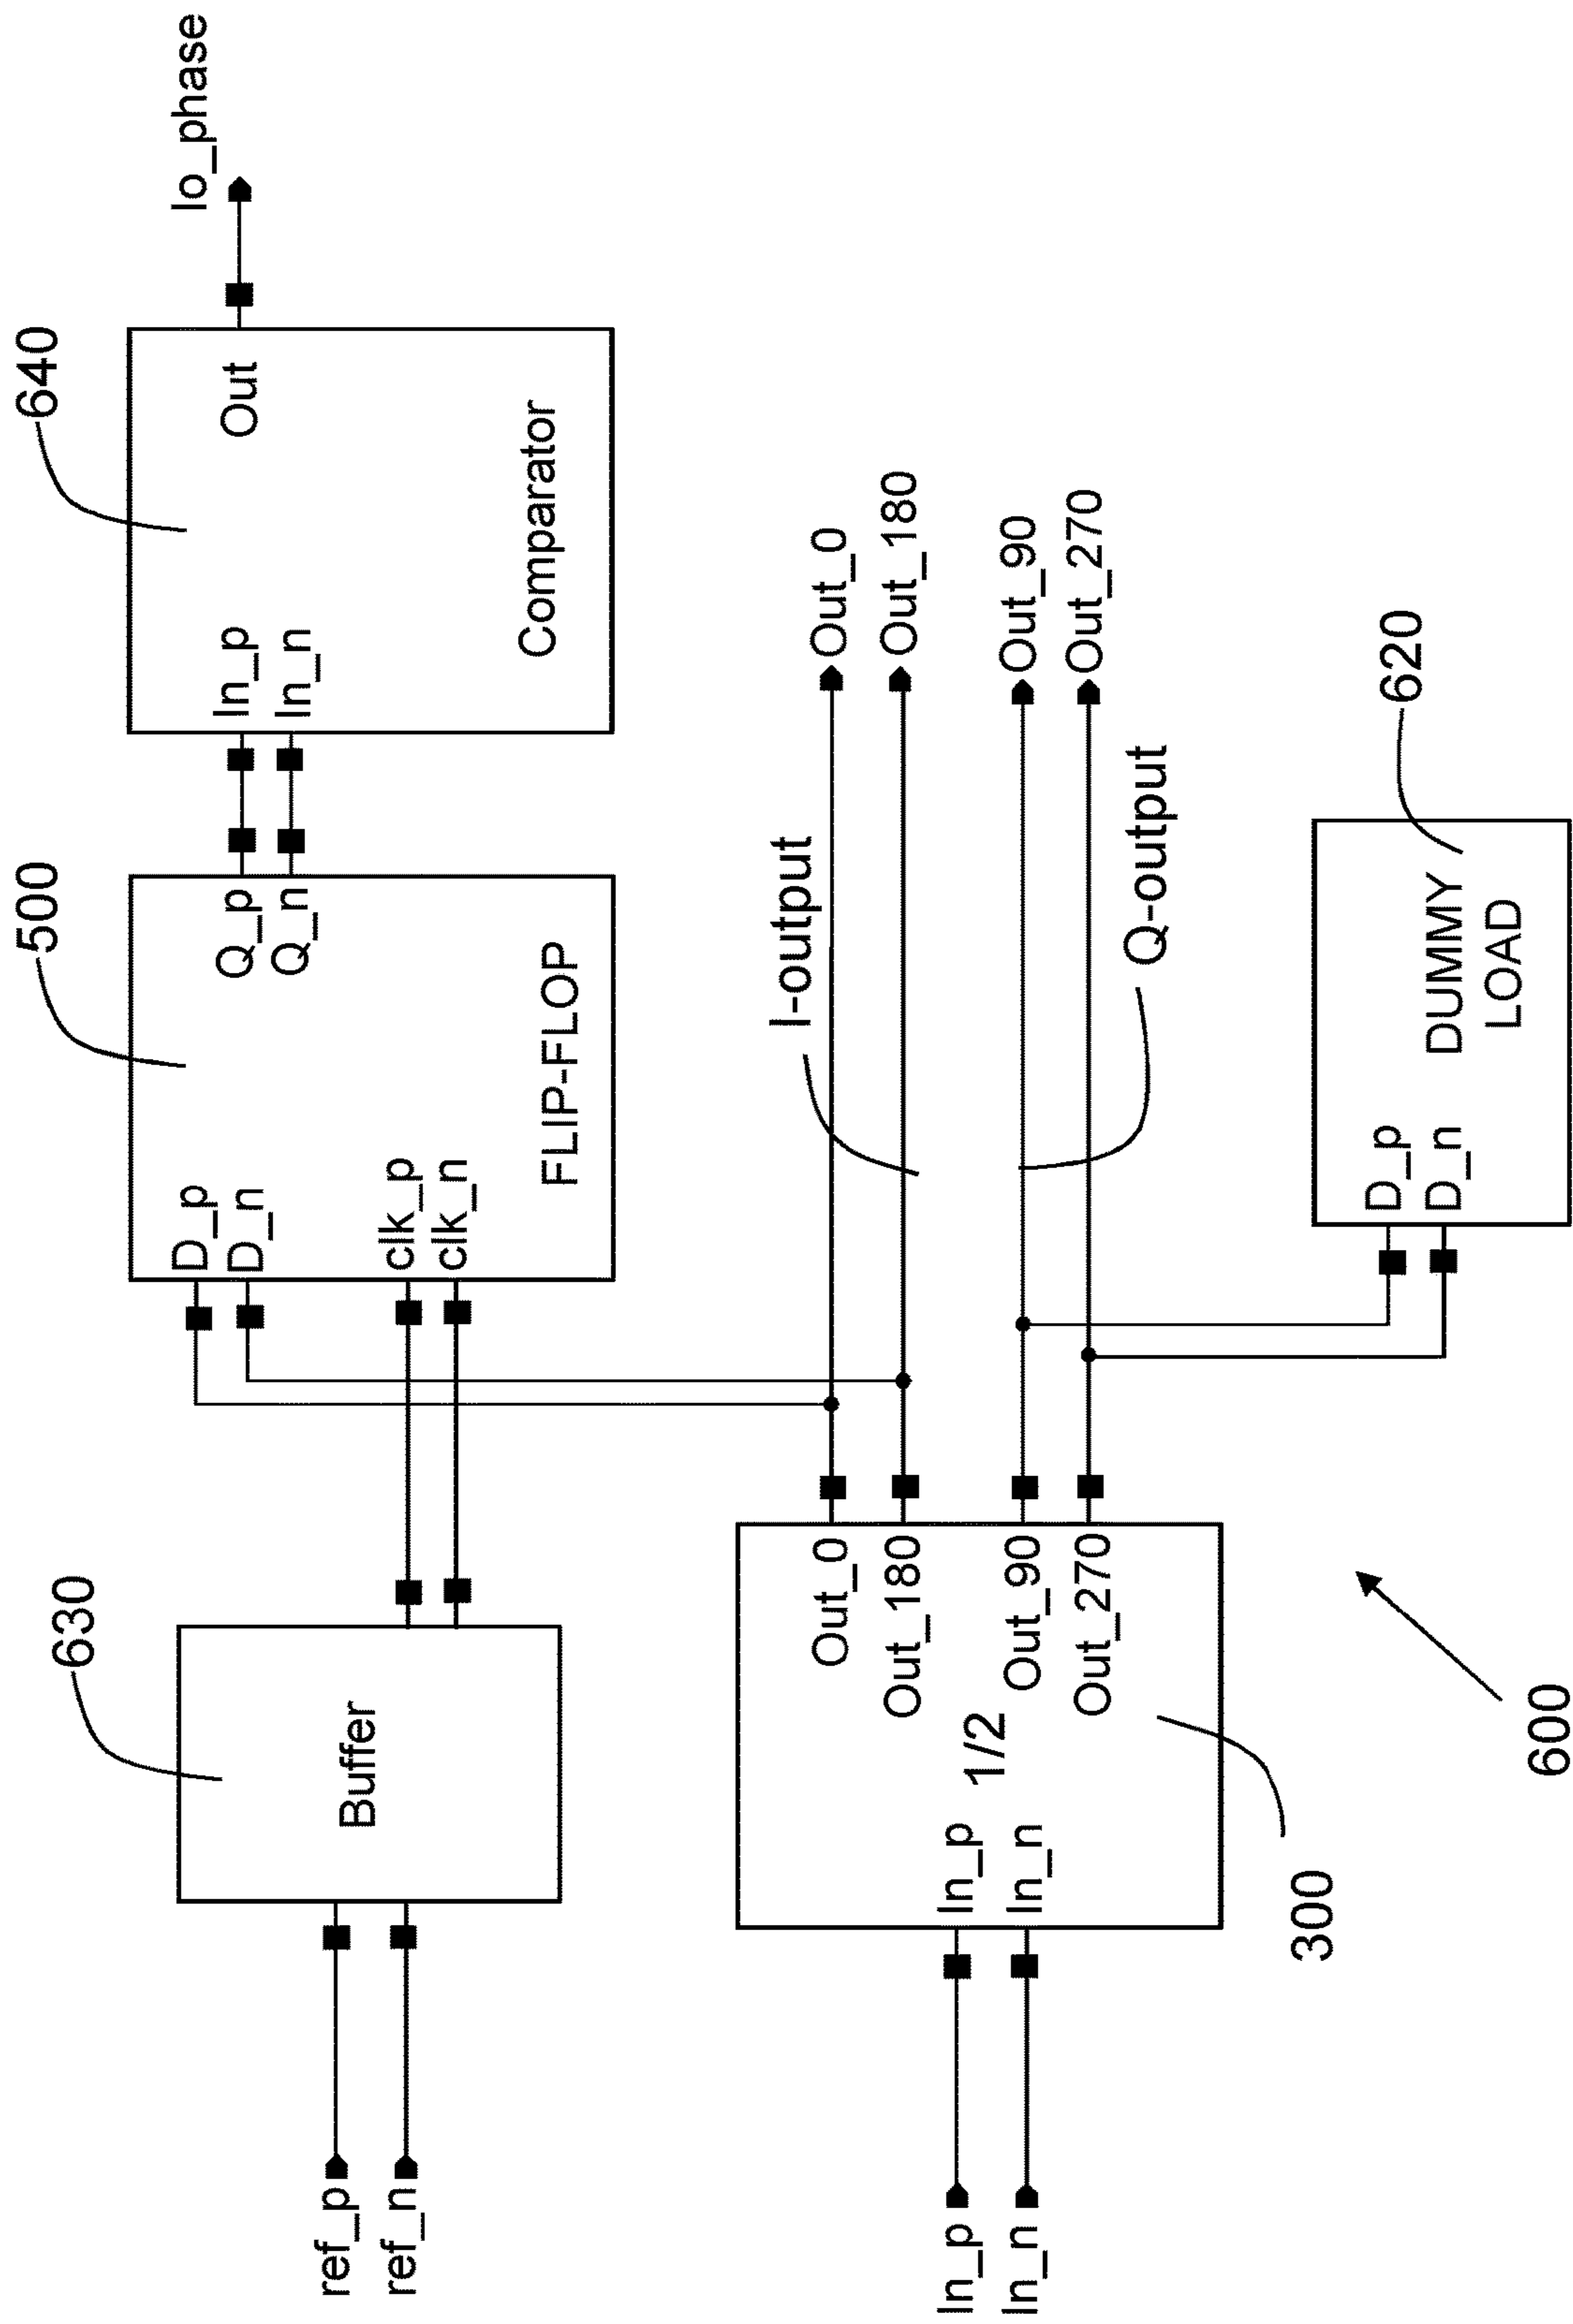 ref_p
ref_n
630
Buffer
500
D_p
D_n
clk_p
clk_n
Q_p
Q_n
FLIP-FLOP
640
In_p
In_n
Out
Comparator
lo_phase
In_p
In_n
300
In_p
In_n
1/2
Out_0
Out_180
Out_90
Out_270
I-output
Q-output
Out_0
Out_180
Out_90
Out_270
620
D_p
D_n
DUMMY
LOAD
600